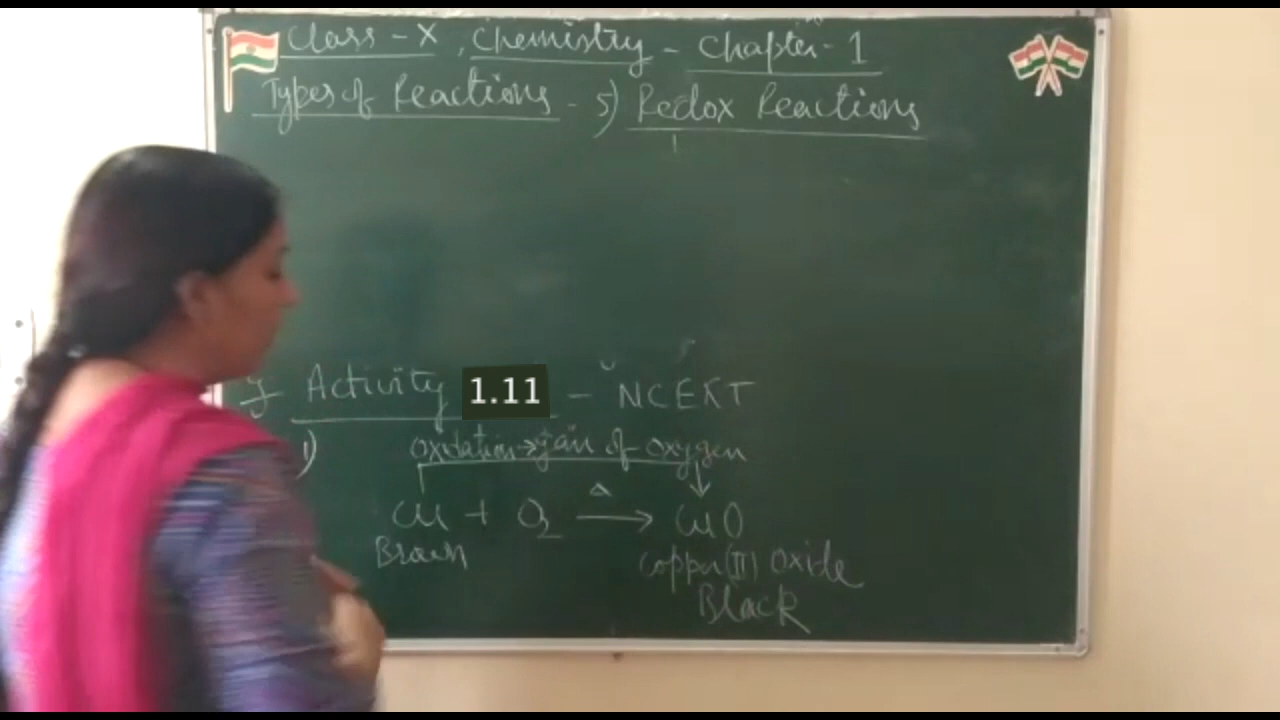 Class - X, Chemistry - Chapter - 1
Types of Reactions - 5) Redox Reactions
Activity 1.11 - NCERT
1) Oxidation → gain of oxygen
Cu + O2 —Δ→ CuO
Brown Copper(II) Oxide
Black